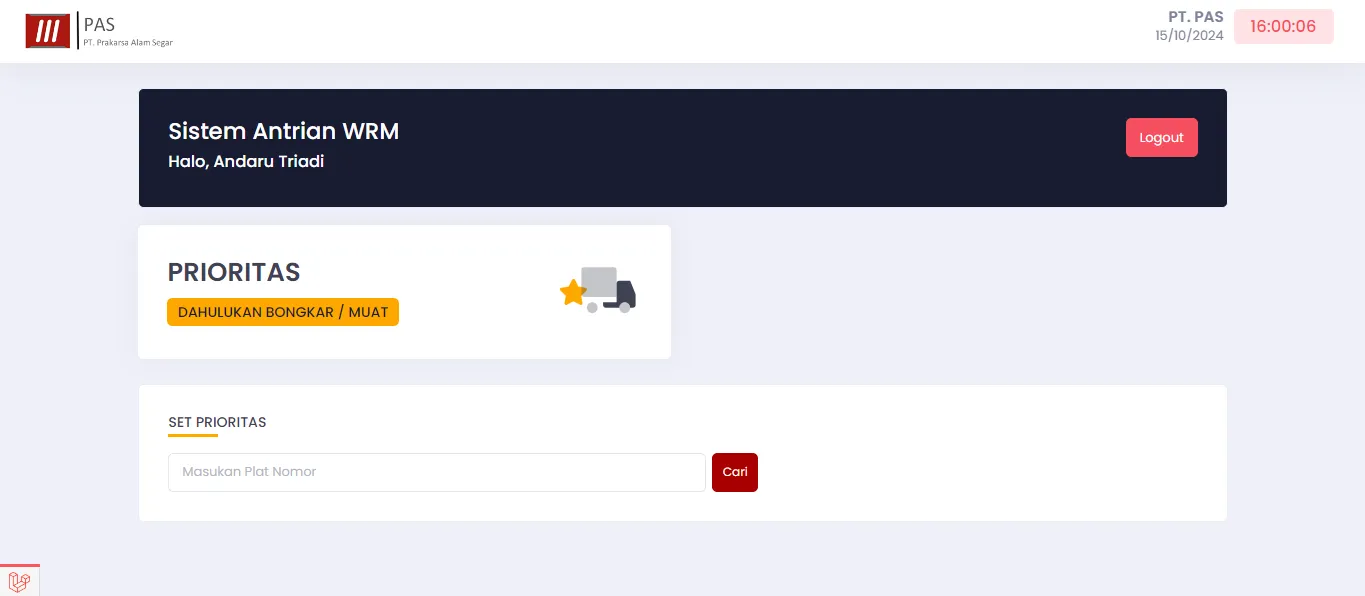 PAS
PT. Prakarsa Alam Segar
PT. PAS
15/10/2024
16:00:06
Sistem Antrian WRM
Halo, Andaru Triadi
Logout
PRIORITAS
DAHULUKAN BONGKAR / MUAT
SET PRIORITAS
Masukan Plat Nomor
Cari